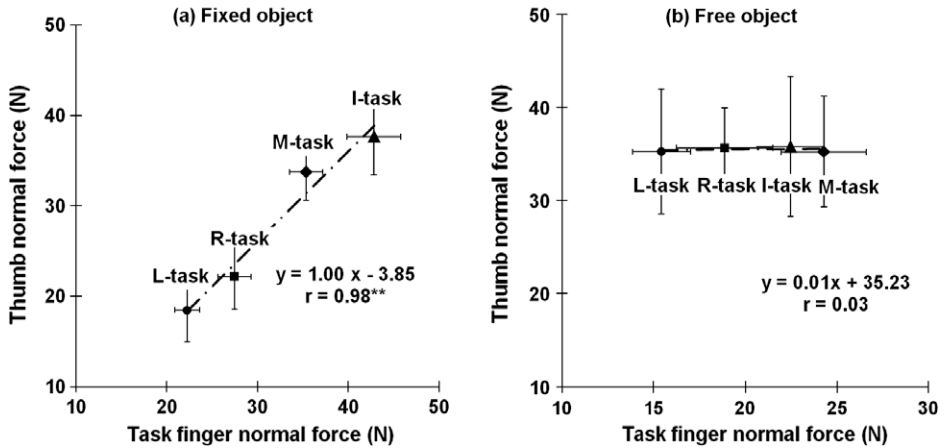 (a) Fixed object
Thumb normal force (N)
50
40
30
20
10
I-task
M-task
R-task
L-task
y = 1.00 x - 3.85
r = 0.98**
10
20
30
40
50
Task finger normal force (N)
(b) Free object
Thumb normal force (N)
50
40
30
20
10
L-task R-task I-task M-task
y = 0.01x + 35.23
r = 0.03
10
15
20
22
30
Task finger normal force (N)